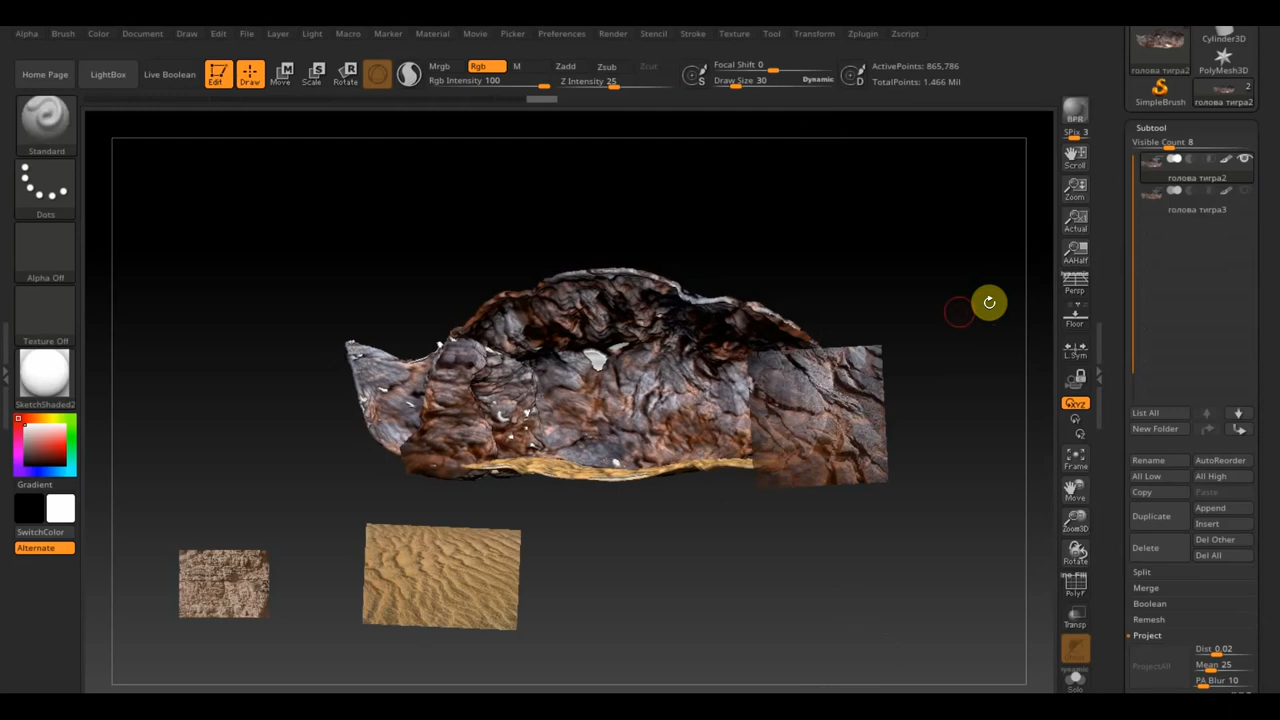 Alpha Brush Color Document Draw Edit File Layer Light Macro Marker Material Movie Picker Preferences Render Stencil Stroke Texture Tool Transform Zplugin Zscript
Cylinder3D
голова тигра2 PolyMesh3D
2
SimpleBrush голова тигра2
Home Page LightBox Live Boolean Edit Draw Move Scale Rotate
Mrgb Rgb M Zadd Zsub Zcut
Rgb Intensity 100 Z Intensity 25
Focal Shift 0
Draw Size 30 Dynamic
S D
ActivePoints: 865,786
TotalPoints: 1.466 Mil
Standard
Dots
Alpha Off
Texture Off
SketchShaded2
Gradient
SwitchColor
Alternate
BPR
SPix 3
Scroll
Zoom
Actual
AAHalf
Dynamic
Persp
Floor
L.Sym
XYZ
Y
Z
Frame
Move
Zoom3D
Rotate
PolyF
Transp
Dynamic
Solo
Subtool
Visible Count 8
голова тигра2
голова тигра3
List All
New Folder
Rename AutoReorder
All Low All High
Copy Paste
Duplicate Append
Insert
Delete Del Other
Del All
Split
Merge
Boolean
Remesh
Project
ProjectAll Dist 0.02
Mean 25
PA Blur 10